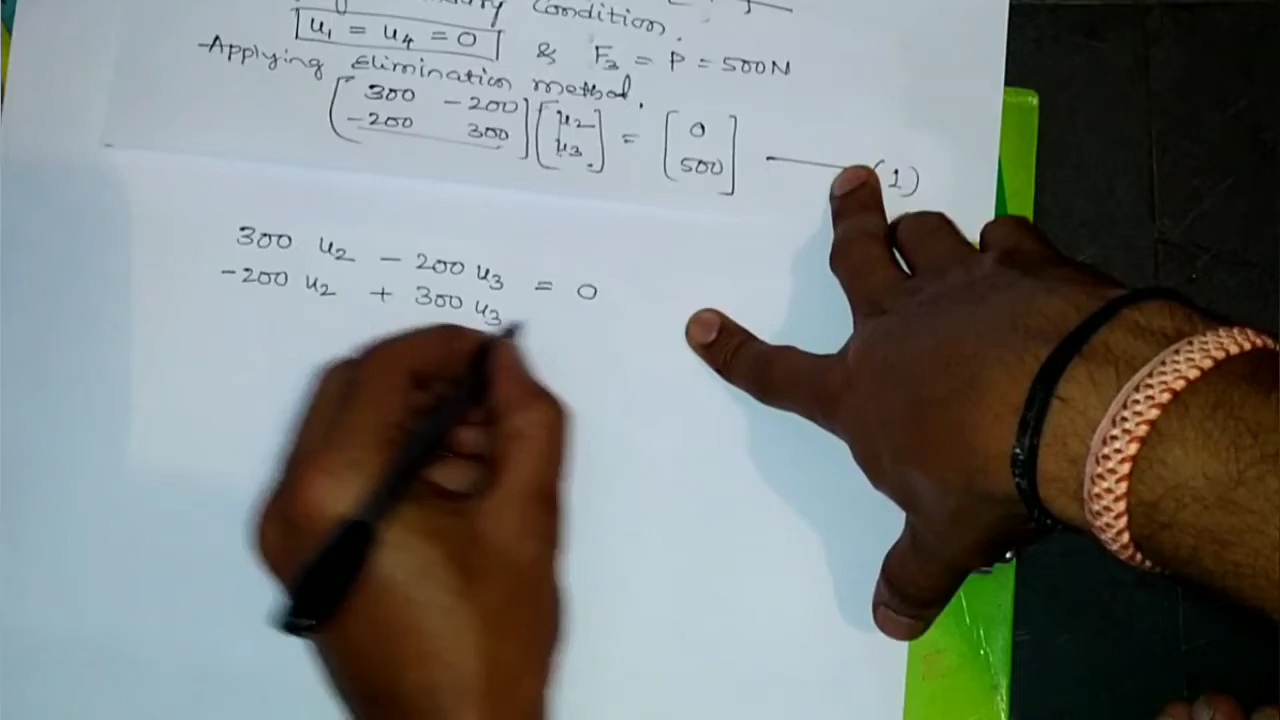 Condition.
u₁ = u₄ = 0 & F₃ = P = 500N
-Applying Elimination method.
[300 -200
-200 300] [u₂
u₃] = [0
500] —— (1)
300 u₂ - 200 u₃ = 0
-200 u₂ + 300 u₃